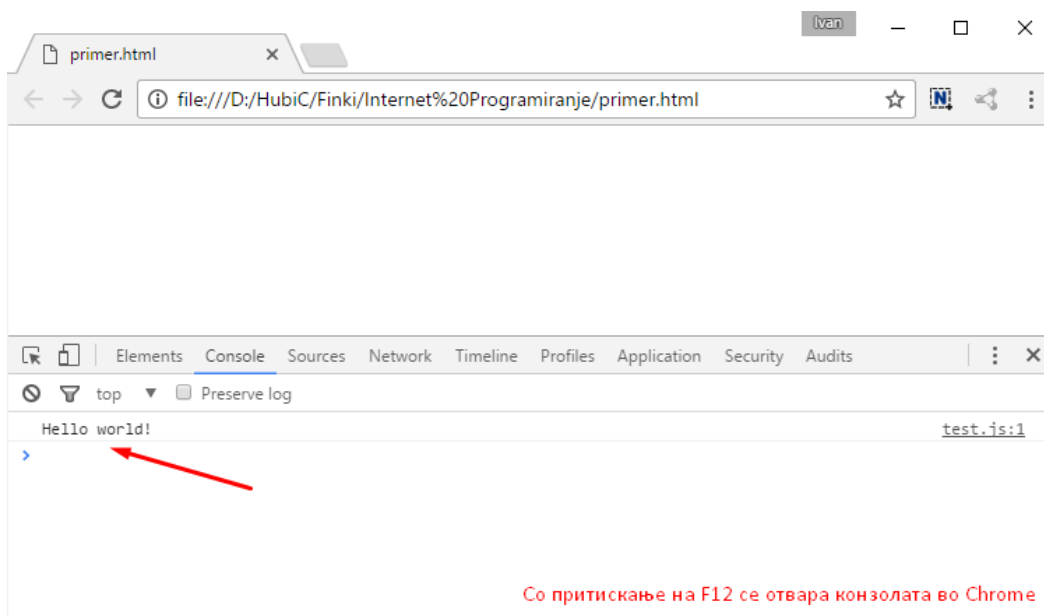 Ivan
primer.html
file:///D:/HubiC/Finki/Internet%20Programiranje/primer.html
Elements Console Sources Network Timeline Profiles Application Security Audits
top Preserve log
Hello world! test.js:1
Со притискање на F12 се отвара конзолата во Chrome